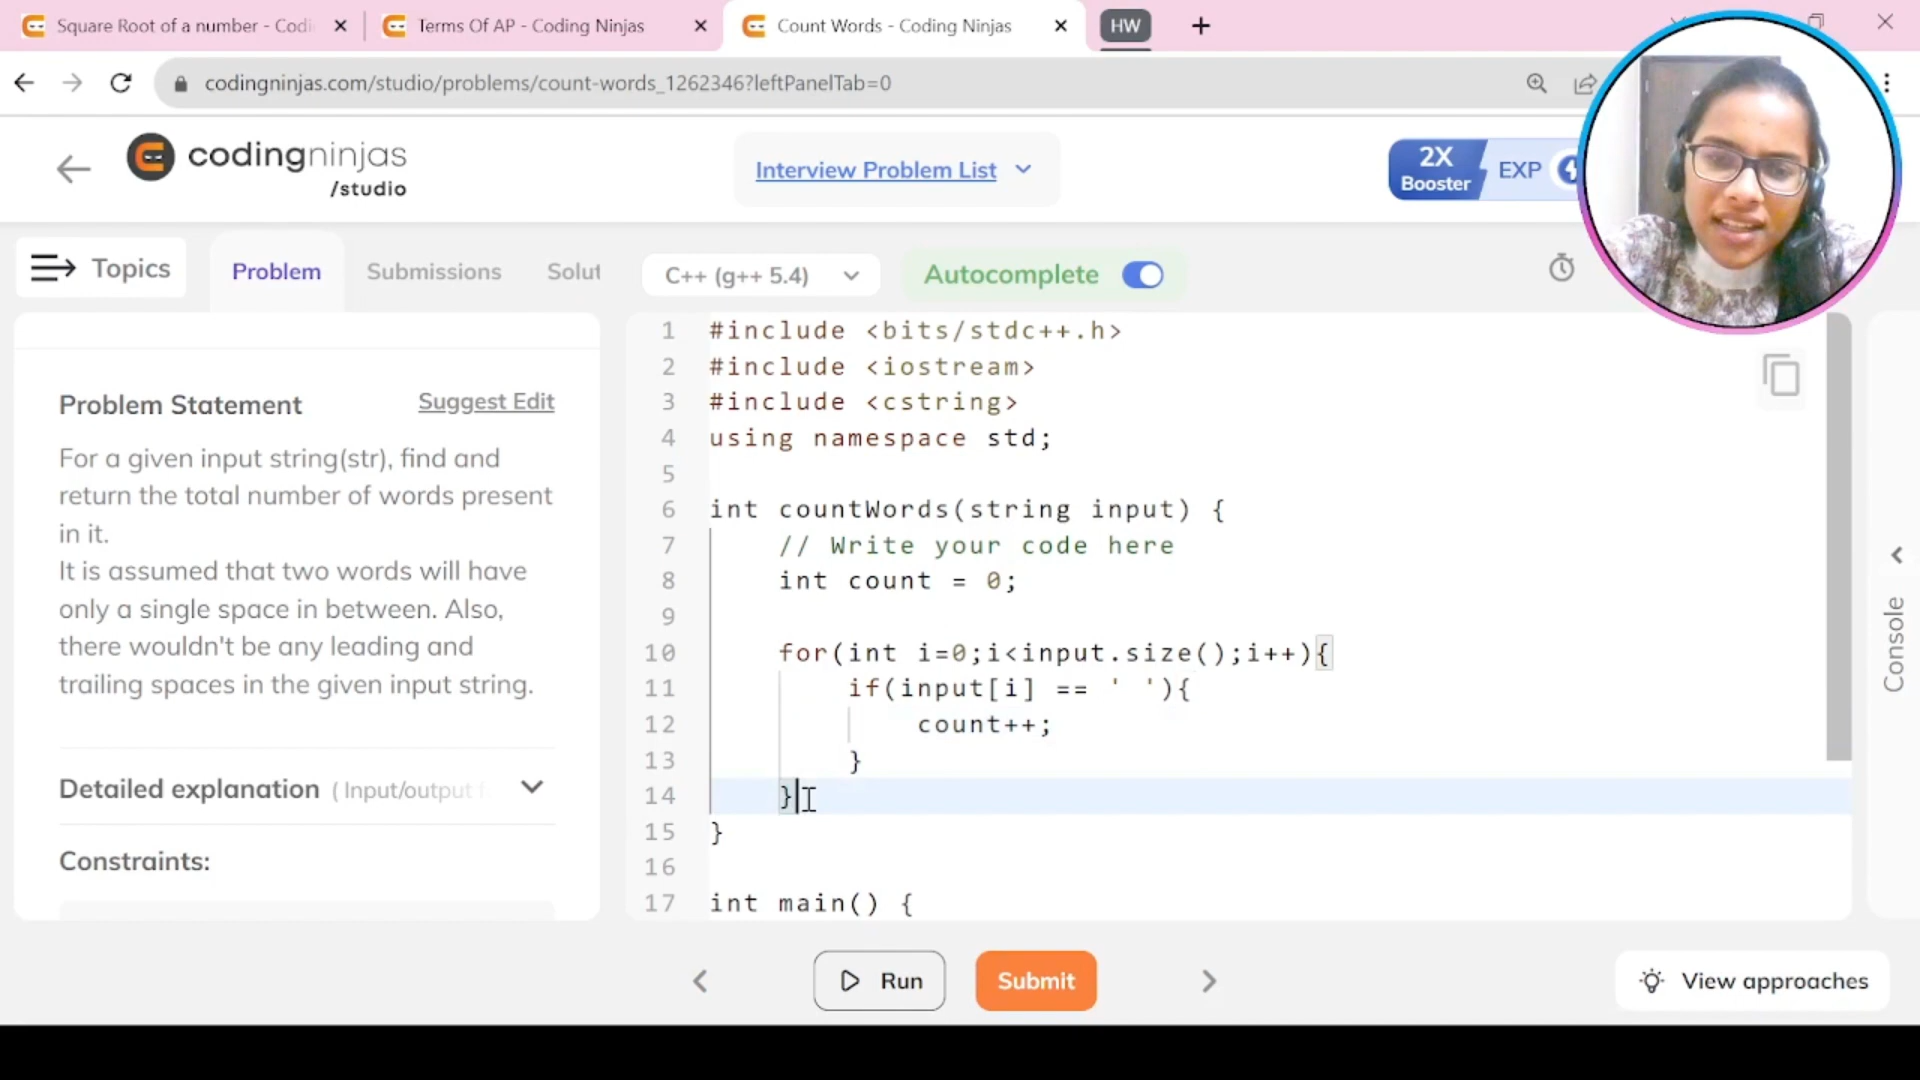 Square Root of a number - Codi
Terms Of AP - Coding Ninjas
Count Words - Coding Ninjas
HW
codingninjas.com/studio/problems/count-words_1262346?leftPanelTab=0
codingninjas
/studio
Interview Problem List
2X
Booster
EXP
Topics
Problem
Submissions
Solut
C++ (g++ 5.4)
Autocomplete
Problem Statement
Suggest Edit
For a given input string(str), find and
return the total number of words present
in it.
It is assumed that two words will have
only a single space in between. Also,
there wouldn't be any leading and
trailing spaces in the given input string.
Detailed explanation ( Input/output f
Constraints:
1 #include <bits/stdc++.h>
2 #include <iostream>
3 #include <cstring>
4 using namespace std;
5
6 int countWords(string input) {
7 // Write your code here
8 int count = 0;
9
10 for(int i=0;i<input.size();i++){
11 if(input[i] == ' '){
12 count++;
13 }
14 }
15 }
16
17 int main() {
Console
Run
Submit
View approaches